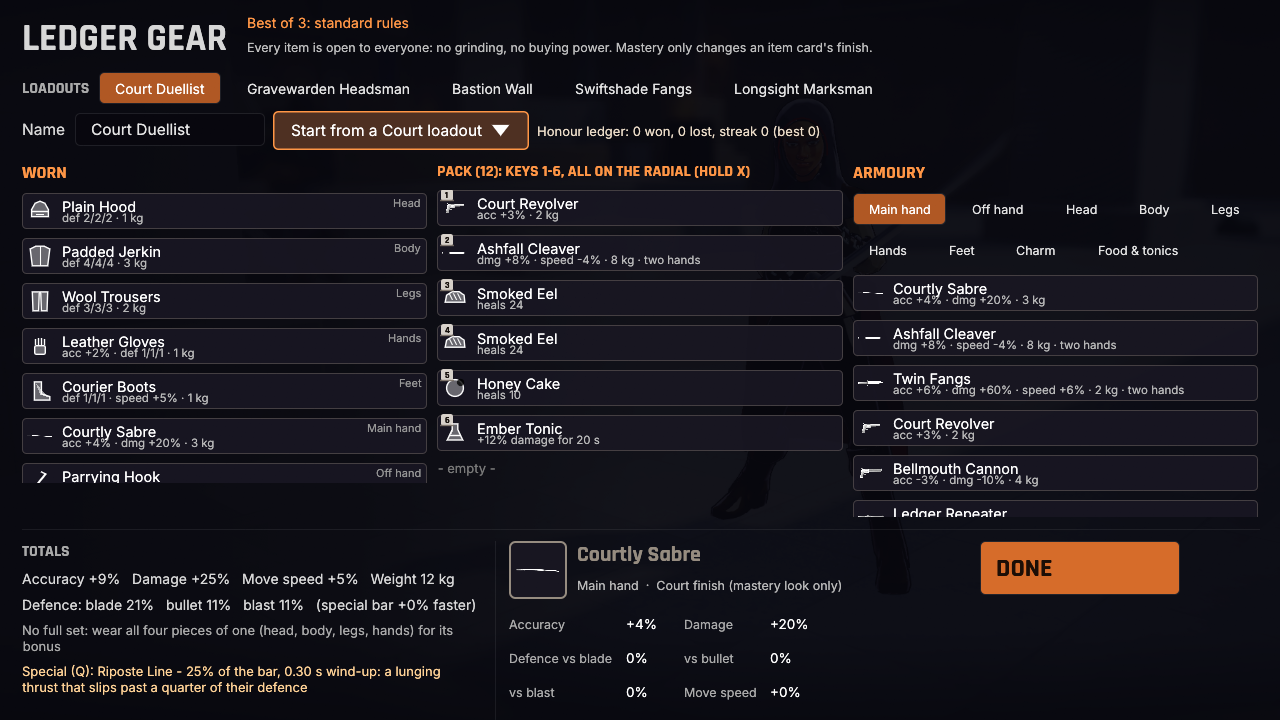 LEDGER GEAR
Best of 3: standard rules
Every item is open to everyone: no grinding, no buying power. Mastery only changes an item card's finish.
LOADOUTS Court Duellist Gravewarden Headsman Bastion Wall Swiftshade Fangs Longsight Marksman
Name Court Duellist Start from a Court loadout Honour ledger: 0 won, 0 lost, streak 0 (best 0)
WORN
Plain Hood Head
def 2/2/2 · 1 kg
Padded Jerkin Body
def 4/4/4 · 3 kg
Wool Trousers Legs
def 3/3/3 · 2 kg
Leather Gloves Hands
acc +2% · def 1/1/1 · 1 kg
Courier Boots Feet
def 1/1/1 · speed +5% · 1 kg
Courtly Sabre Main hand
acc +4% · dmg +20% · 3 kg
Parrying Hook Off hand
PACK (12): KEYS 1-6, ALL ON THE RADIAL (HOLD X)
1 Court Revolver
acc +3% · 2 kg
2 Ashfall Cleaver
dmg +8% · speed -4% · 8 kg · two hands
3 Smoked Eel
heals 24
4 Smoked Eel
heals 24
5 Honey Cake
heals 10
6 Ember Tonic
+12% damage for 20 s
- empty -
ARMOURY
Main hand Off hand Head Body Legs
Hands Feet Charm Food & tonics
Courtly Sabre
acc +4% · dmg +20% · 3 kg
Ashfall Cleaver
dmg +8% · speed -4% · 8 kg · two hands
Twin Fangs
acc +6% · dmg +60% · speed +6% · 2 kg · two hands
Court Revolver
acc +3% · 2 kg
Bellmouth Cannon
acc -3% · dmg -10% · 4 kg
Ledger Repeater
TOTALS
Accuracy +9% Damage +25% Move speed +5% Weight 12 kg
Defence: blade 21% bullet 11% blast 11% (special bar +0% faster)
No full set: wear all four pieces of one (head, body, legs, hands) for its
bonus
Special (Q): Riposte Line - 25% of the bar, 0.30 s wind-up: a lunging
thrust that slips past a quarter of their defence
Courtly Sabre
Main hand · Court finish (mastery look only)
Accuracy +4% Damage +20%
Defence vs blade 0% vs bullet 0%
vs blast 0% Move speed +0%
DONE